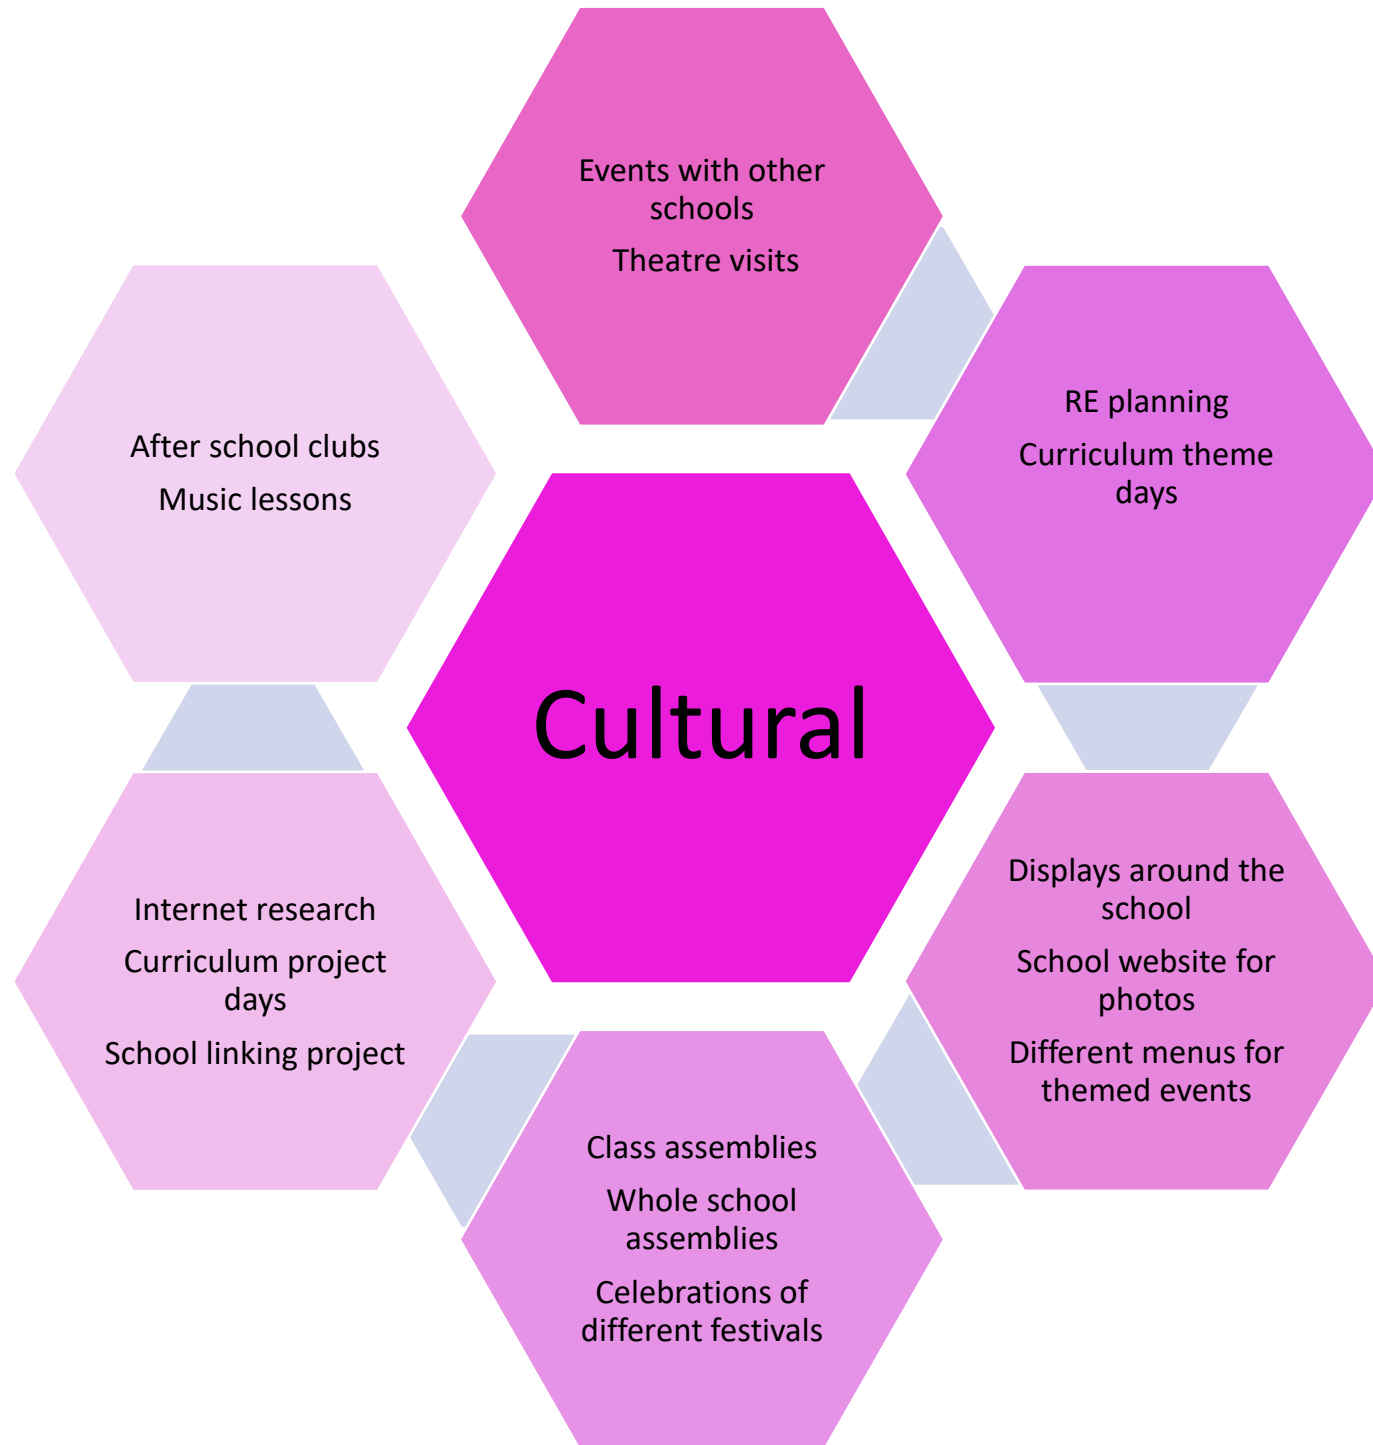 Events with other
schools
Theatre visits
RE planning
Curriculum theme
days
Displays around the
school
School website for
photos
Different menus for
themed events
Class assemblies
Whole school
assemblies
Celebrations of
different festivals
Internet research
Curriculum project
days
School linking project
After school clubs
Music lessons
Cultural